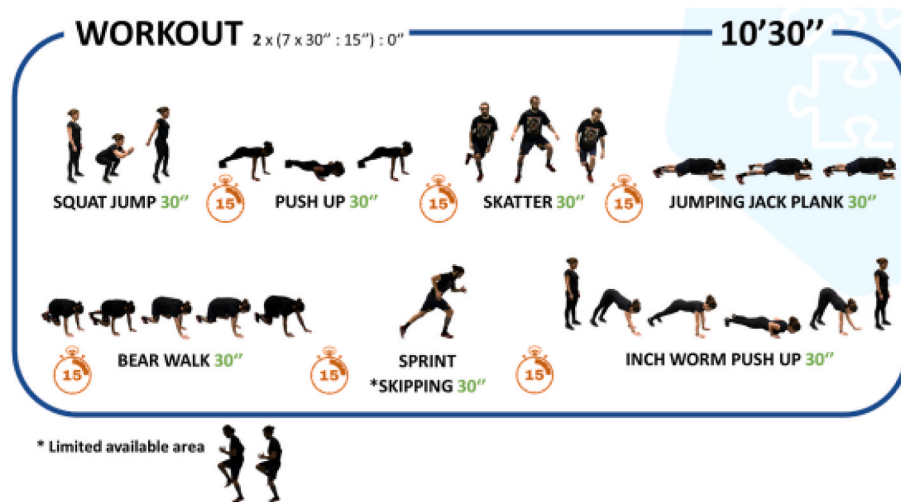 WORKOUT 2 x (7 x 30’’ : 15’’) : 0’’ 10’30’’
SQUAT JUMP 30’’ 15 PUSH UP 30’’ 15 SKATTER 30’’ 15 JUMPING JACK PLANK 30’’
15 BEAR WALK 30’’ 15 SPRINT 15 INCH WORM PUSH UP 30’’
*SKIPPING 30’’
* Limited available area